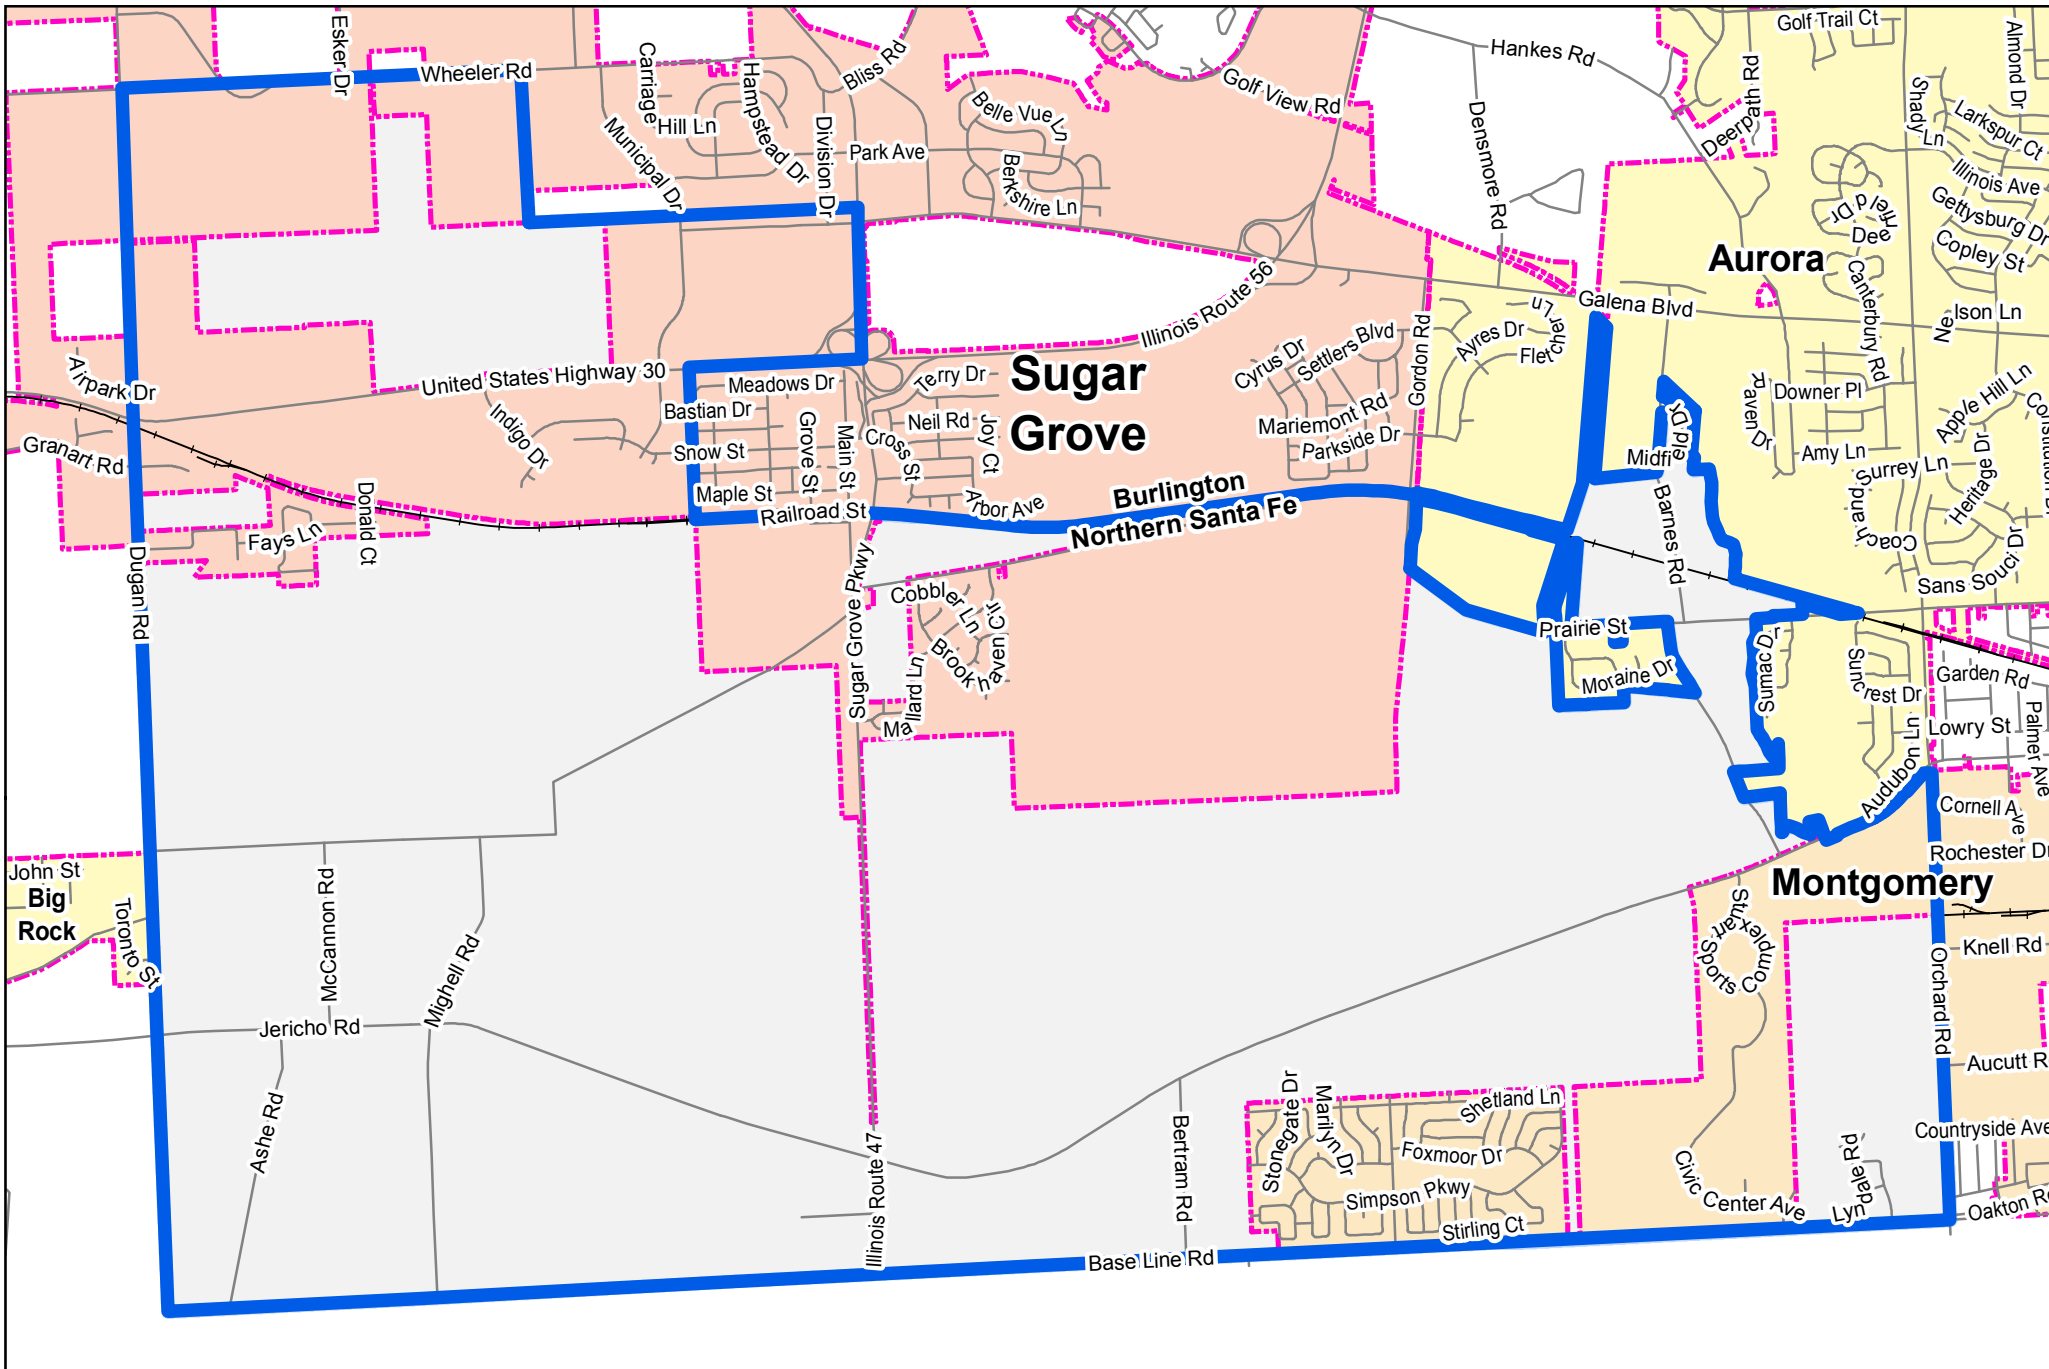 Esker Dr
Wheeler Rd
Carriage
Hill Ln
Hampstead Dr
Municipal Dr
Division Dr
Bliss Rd
Park Ave
Belle Vue Ln
Berkshire Ln
Golf View Rd
Hankes Rd
Densmore Rd
Deerpath Rd
Golf Trail Ct
Almond Dr
Shady Ln
Larkspur Ct
Illinois Ave
Gettysburg Dr
Copley St
Nelson Ln
Aurora
Canterbury Rd
Galena Blvd
Fletcher Ln
Ayres Dr
Gordon Rd
Illinois Route 56
Settlers Blvd
Cyrus Dr
Mariemont Rd
Parkside Dr
Sugar
Grove
United States Highway 30
Airpark Dr
Granart Rd
Indigo Dr
Meadows Dr
Bastian Dr
Snow St
Maple St
Grove St
Main St
Railroad St
Terry Dr
Neil Rd
Cross St
Joy Ct
Arbor Ave
Burlington
Northern Santa Fe
Midfield Dr
Barnes Rd
Raven Dr
Downer Pl
Amy Ln
Apple Hill Ln
Surrey Ln
Heritage Dr
Coach
Sans Souci Dr
Donald Ct
Fays Ln
Dugan Rd
Sugar Grove Pkwy
Cobbler Ln
Brookhaven Cir
Mallard Ln
Prairie St
Moraine Dr
Sumac Dr
Suncrest Dr
Audubon Ln
Garden Rd
Lowry St
Palmer Ave
Cornell Ave
Rochester Dr
Montgomery
John St
Big
Rock
Toronto St
McCannon Rd
Mighell Rd
Jericho Rd
Ashe Rd
Illinois Route 47
Bertram Rd
Base Line Rd
Stonegate Dr
Marilyn Dr
Shetland Ln
Foxmoor Dr
Simpson Pkwy
Stirling Ct
Stuart Sports Complex
Civic Center Ave
Lyndale Rd
Orchard Rd
Knell Rd
Aucutt R
Countryside Ave
Oakton Rd